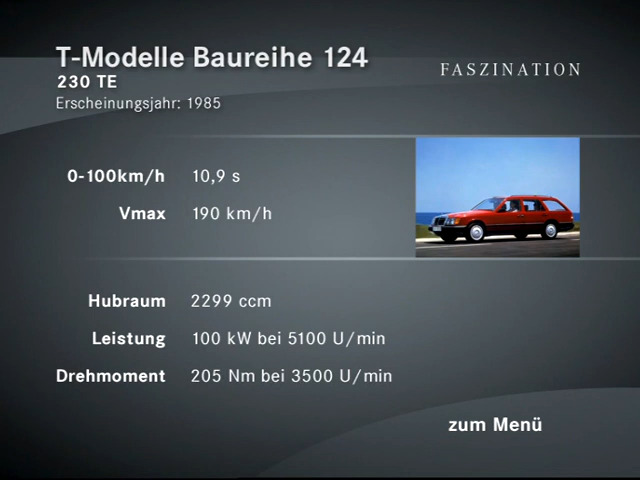 T-Modelle Baureihe 124
230 TE
Erscheinungsjahr: 1985
FASZINATION
0-100km/h 10,9 s
Vmax 190 km/h
Hubraum 2299 ccm
Leistung 100 kW bei 5100 U/min
Drehmoment 205 Nm bei 3500 U/min
zum Menü